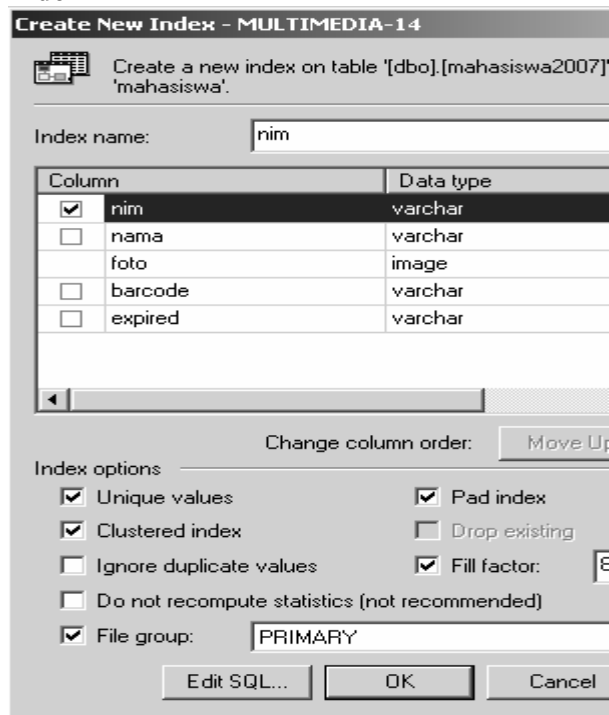 Create New Index - MULTIMEDIA-14
Create a new index on table '[dbo].[mahasiswa2007]'
'mahasiswa'.
Index name: nim
Column Data type
nim varchar
nama varchar
foto image
barcode varchar
expired varchar
Change column order: Move Up
Index options
Unique values Pad index
Clustered index Drop existing
Ignore duplicate values Fill factor:
Do not recompute statistics (not recommended)
File group: PRIMARY
Edit SQL... OK Cancel